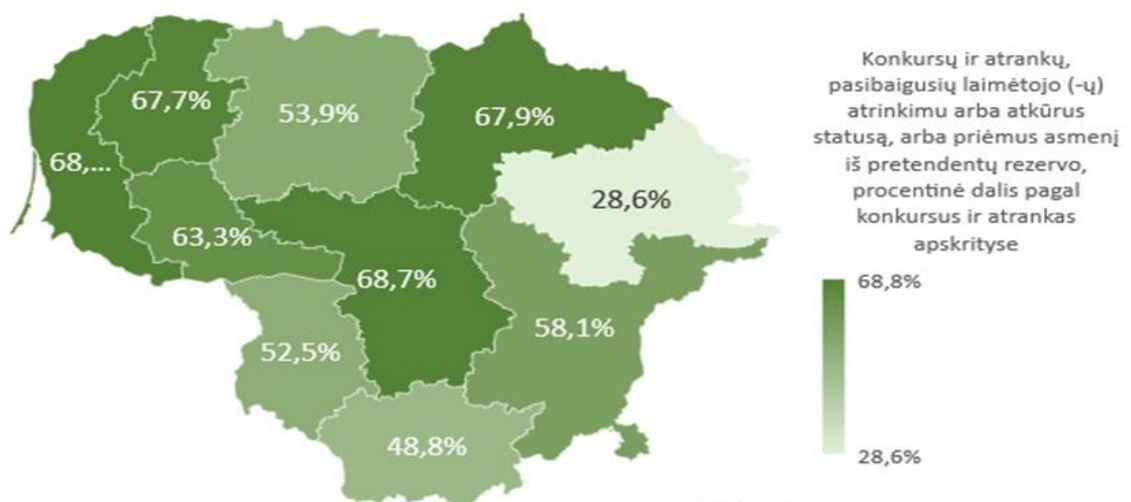 67,7%
53,9%
67,9%
68,...
28,6%
63,3%
68,7%
58,1%
52,5%
48,8%
Konkursų ir atrankų,
pasibaigusių laimėtojo (-ų)
atrinkimu arba atkūrus
statusą, arba priėmus asmenį
iš pretendentų rezervo,
procentinė dalis pagal
konkursus ir atrankas
apskrityse
68,8%
28,6%